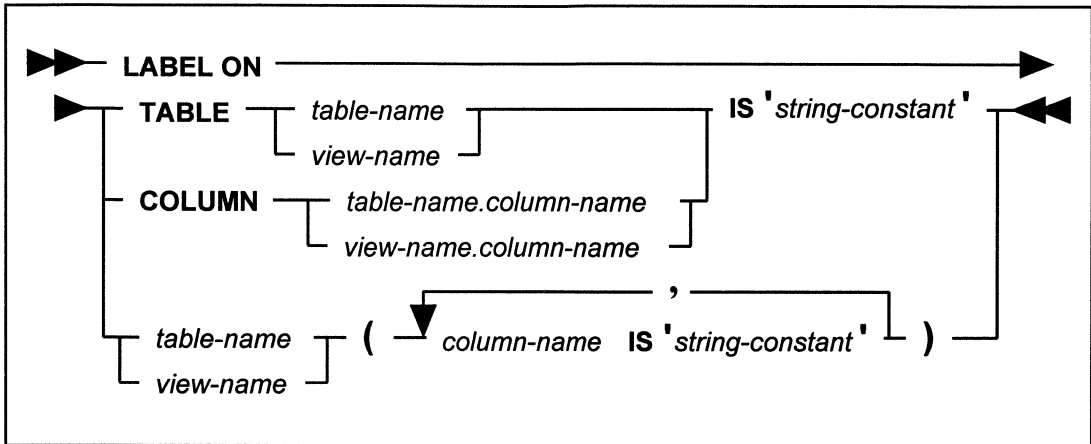 LABEL ON
TABLE table-name IS 'string-constant'
view-name
COLUMN table-name.column-name
view-name.column-name
,
table-name ( column-name IS 'string-constant' )
view-name